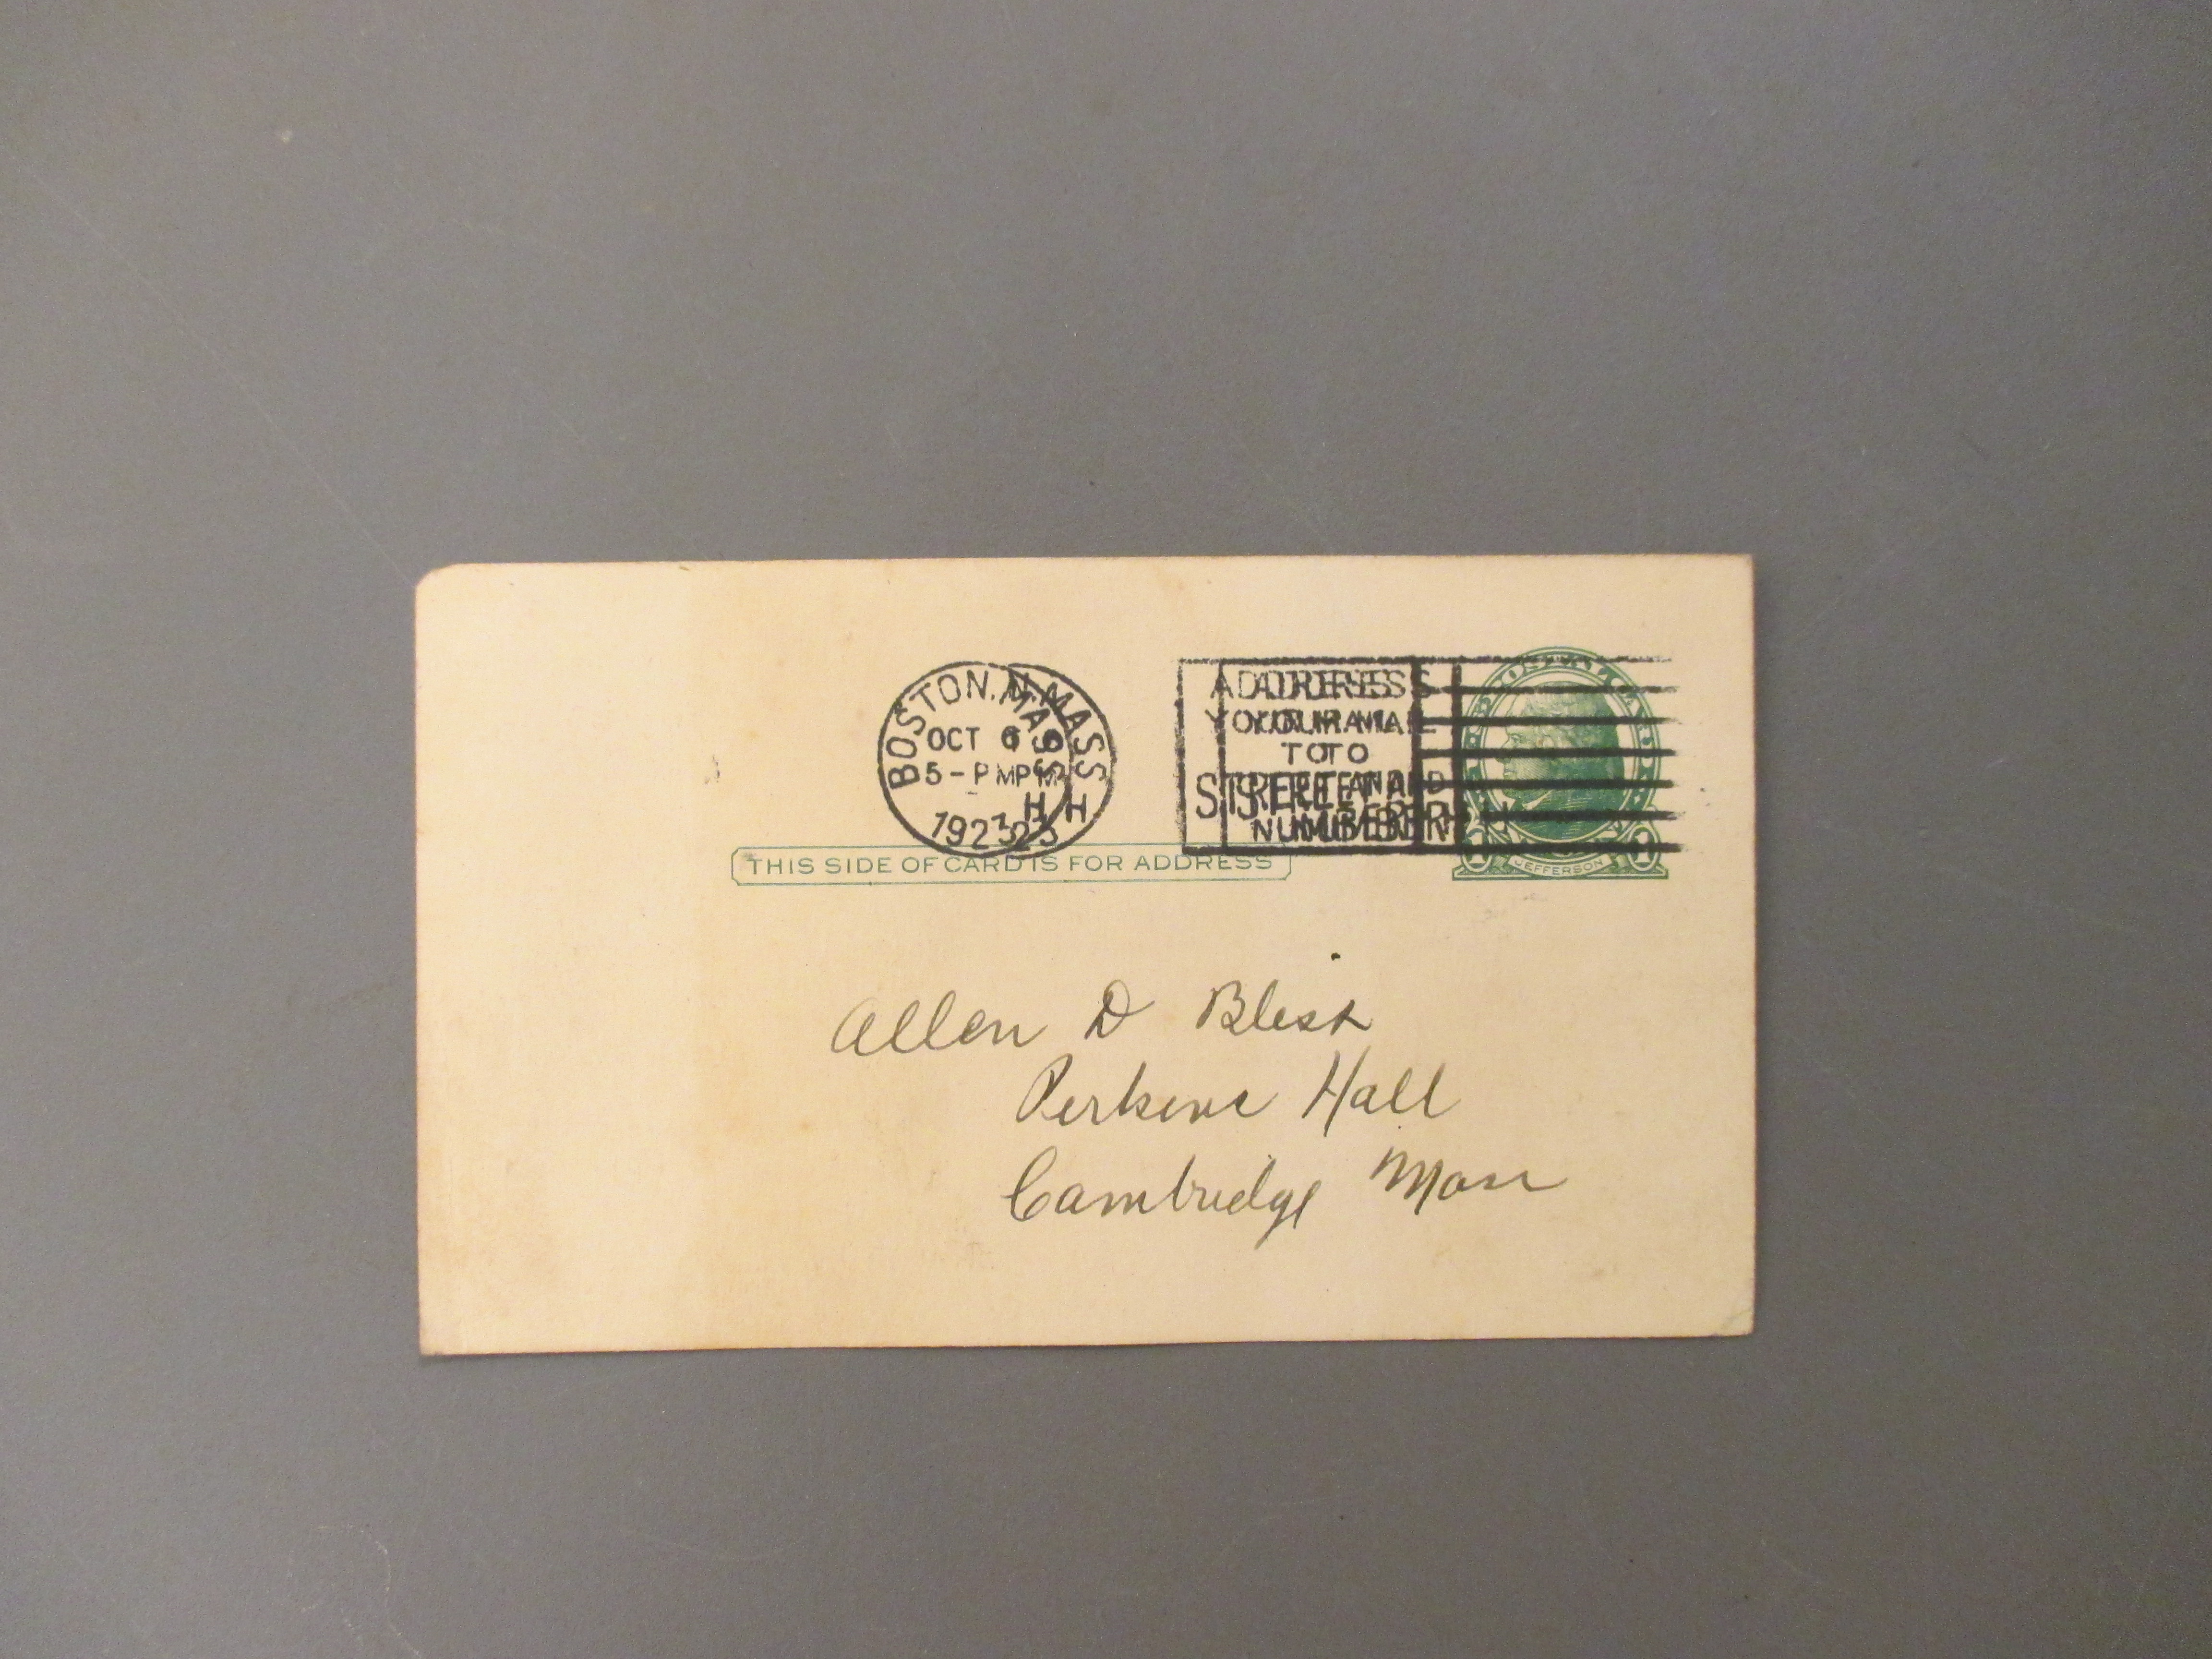 BOSTON, MASS
OCT 6
5-PM
1923
H
ADDRESS
YOUR MAIL
TO
STREET AND
NUMBER
JEFFERSON
THIS SIDE OF CARD IS FOR ADDRESS
Allen D
Perkins Hall
Cambridge Mass